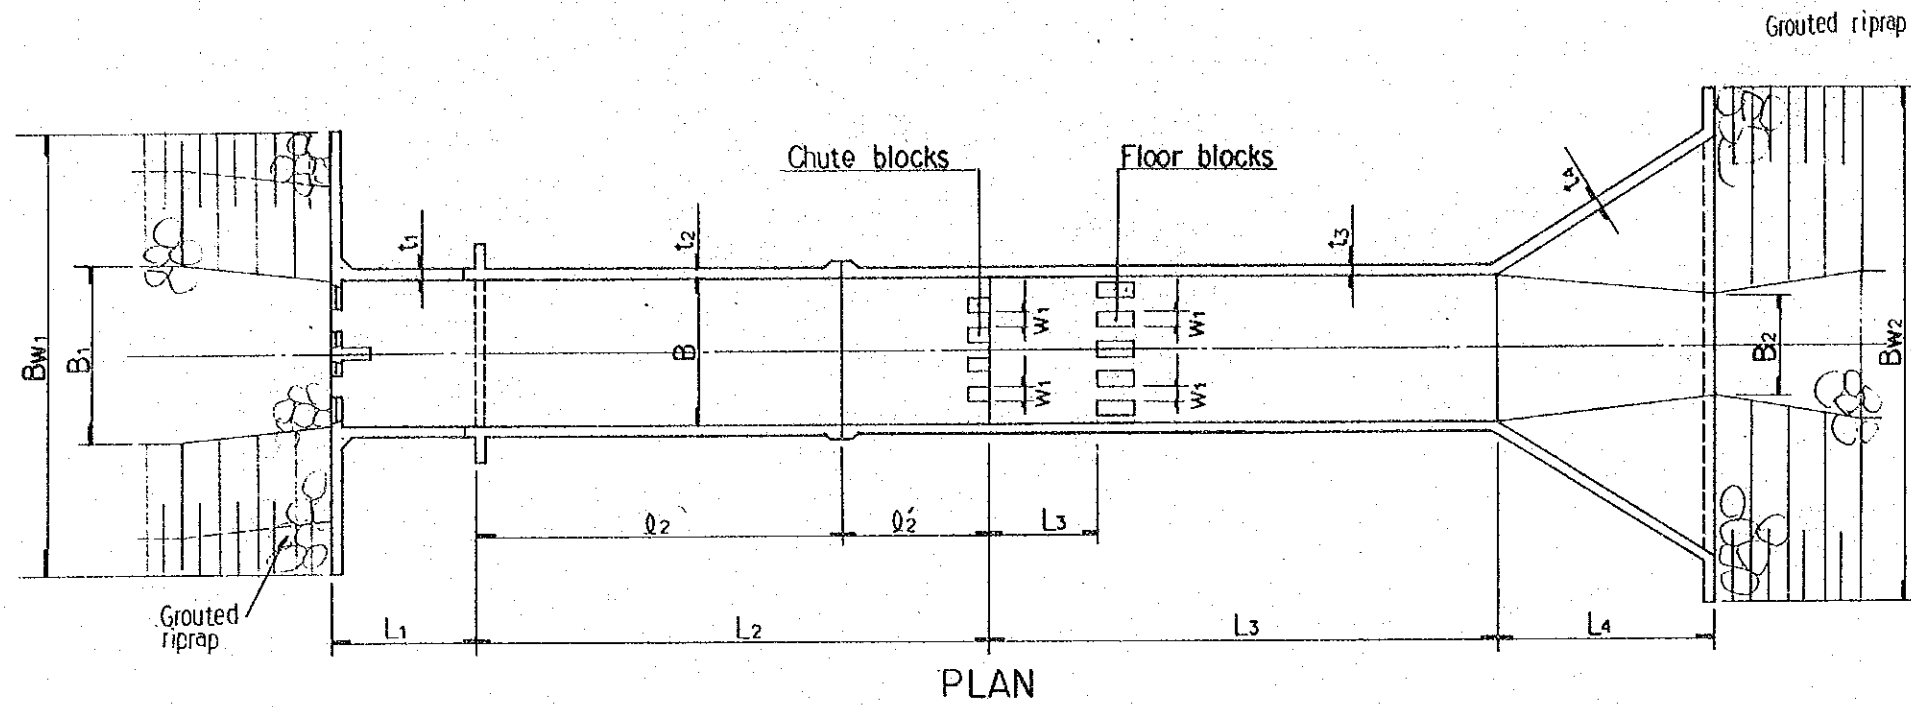 Grouted riprap
Chute blocks
Floor blocks
t1
t2
t3
t4
BW1
B1
B
W1
W1
W1
W1
B2
BW2
ℓ2
ℓ2′
L3
Grouted
riprap
L1
L2
L3
L4
PLAN